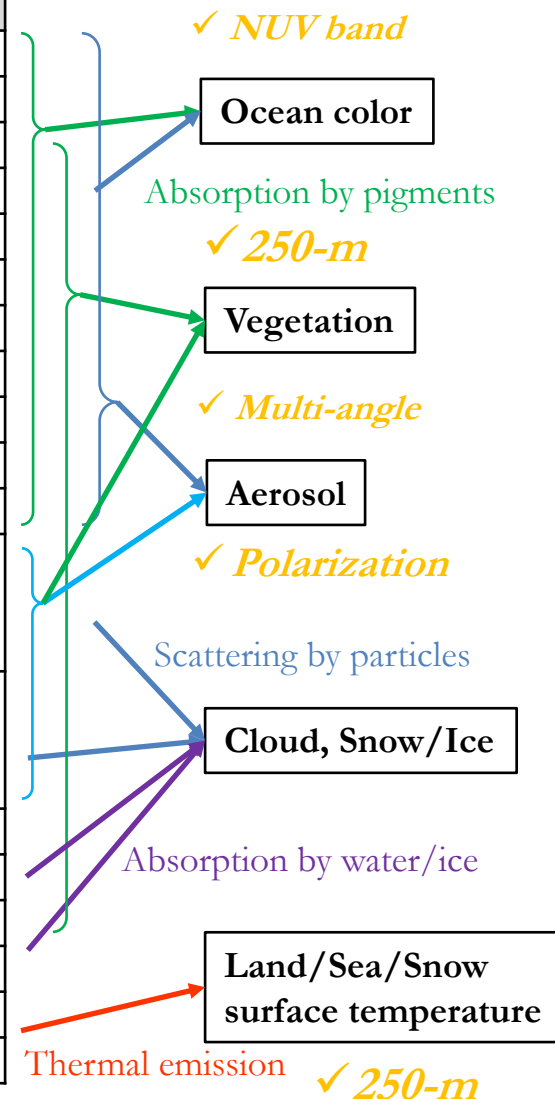 ✓ NUV band
Ocean color
Absorption by pigments
✓ 250-m
Vegetation
✓ Multi-angle
Aerosol
✓ Polarization
Scattering by particles
Cloud, Snow/Ice
Absorption by water/ice
Land/Sea/Snow
surface temperature
Thermal emission
✓ 250-m